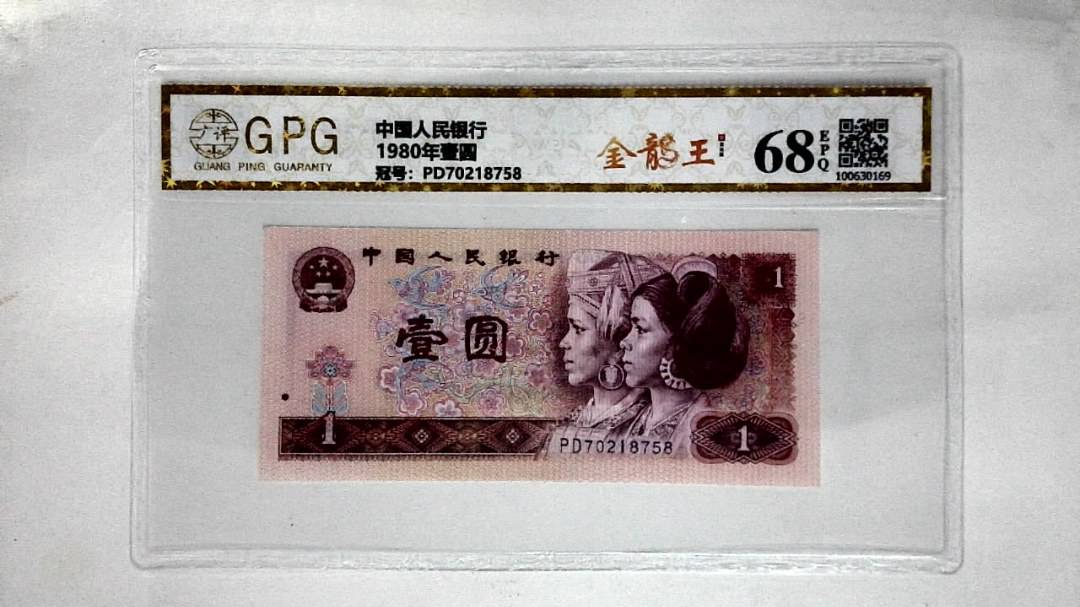 广评
GPG
GUANG PING GUARANTY
中国人民银行
1980年壹圆
冠号：PD70218758
金龍王
68
EPQ
100630169
中国人民银行
1
壹圆
1
PD70218758
1